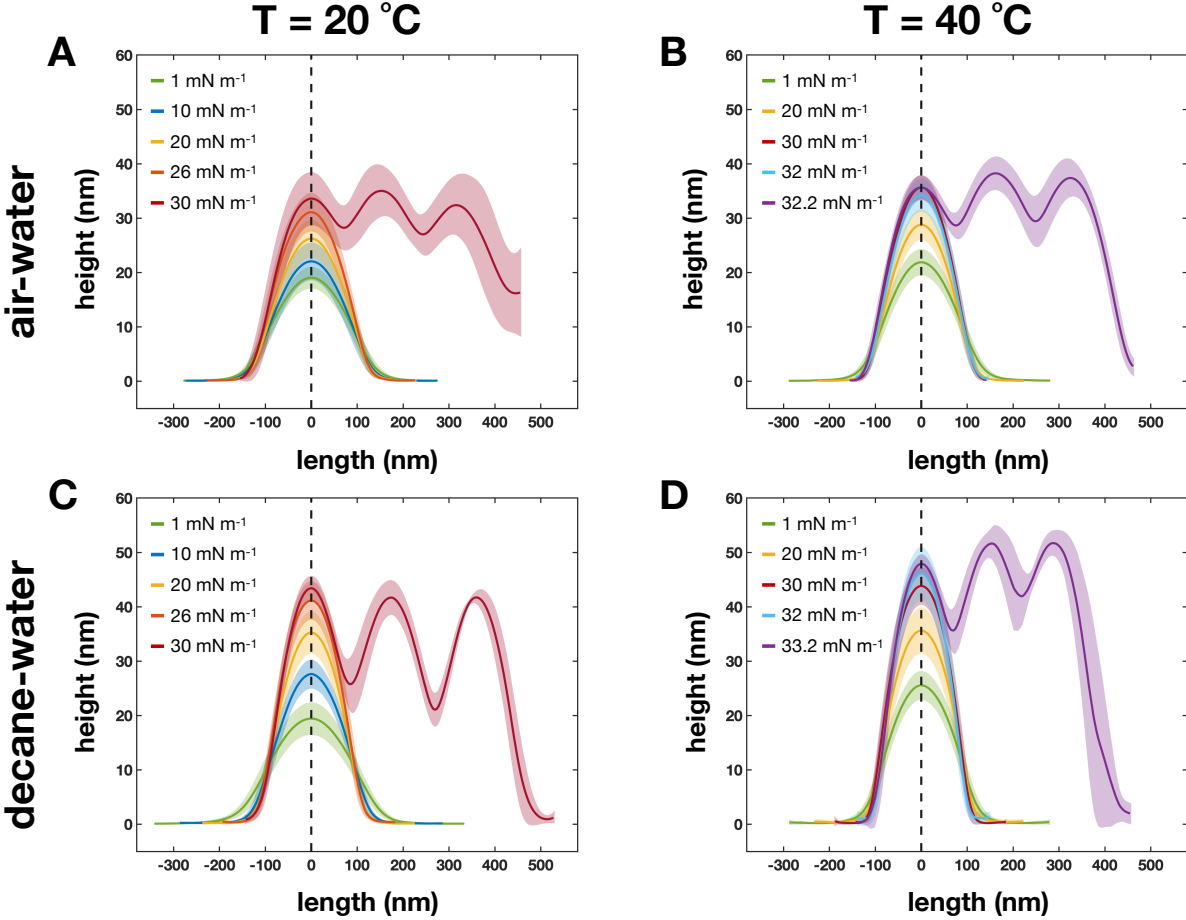 T = 20 °C
T = 40 °C
A
60
50
40
30
20
10
0
height (nm)
1 mN m-1
10 mN m-1
20 mN m-1
26 mN m-1
30 mN m-1
-300 -200 -100 0 100 200 300 400 500
length (nm)
B
60
50
40
30
20
10
0
height (nm)
1 mN m-1
20 mN m-1
30 mN m-1
32 mN m-1
32.2 mN m-1
-300 -200 -100 0 100 200 300 400 500
length (nm)
air-water
C
60
50
40
30
20
10
0
height (nm)
1 mN m-1
10 mN m-1
20 mN m-1
26 mN m-1
30 mN m-1
-300 -200 -100 0 100 200 300 400 500
length (nm)
D
60
50
40
30
20
10
0
height (nm)
1 mN m-1
20 mN m-1
30 mN m-1
32 mN m-1
33.2 mN m-1
-300 -200 -100 0 100 200 300 400 500
length (nm)
decane-water